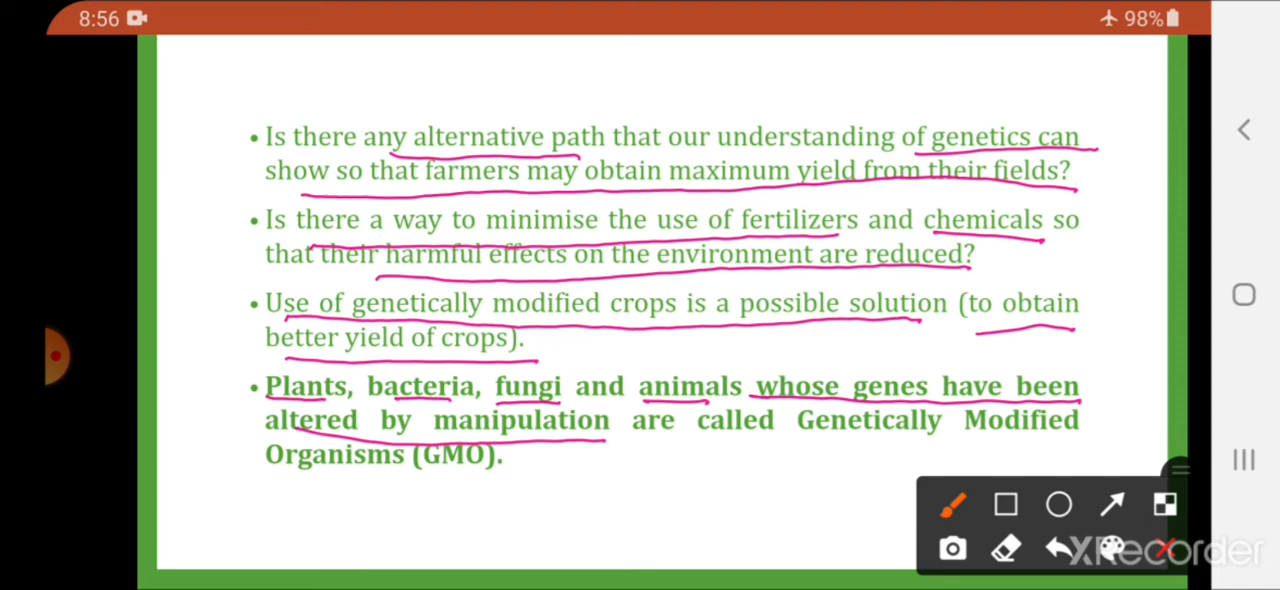 8:56
98%
• Is there any alternative path that our understanding of genetics can
show so that farmers may obtain maximum yield from their fields?
• Is there a way to minimise the use of fertilizers and chemicals so
that their harmful effects on the environment are reduced?
• Use of genetically modified crops is a possible solution (to obtain
better yield of crops).
• Plants, bacteria, fungi and animals whose genes have been
altered by manipulation are called Genetically Modified
Organisms (GMO).
XRecorder